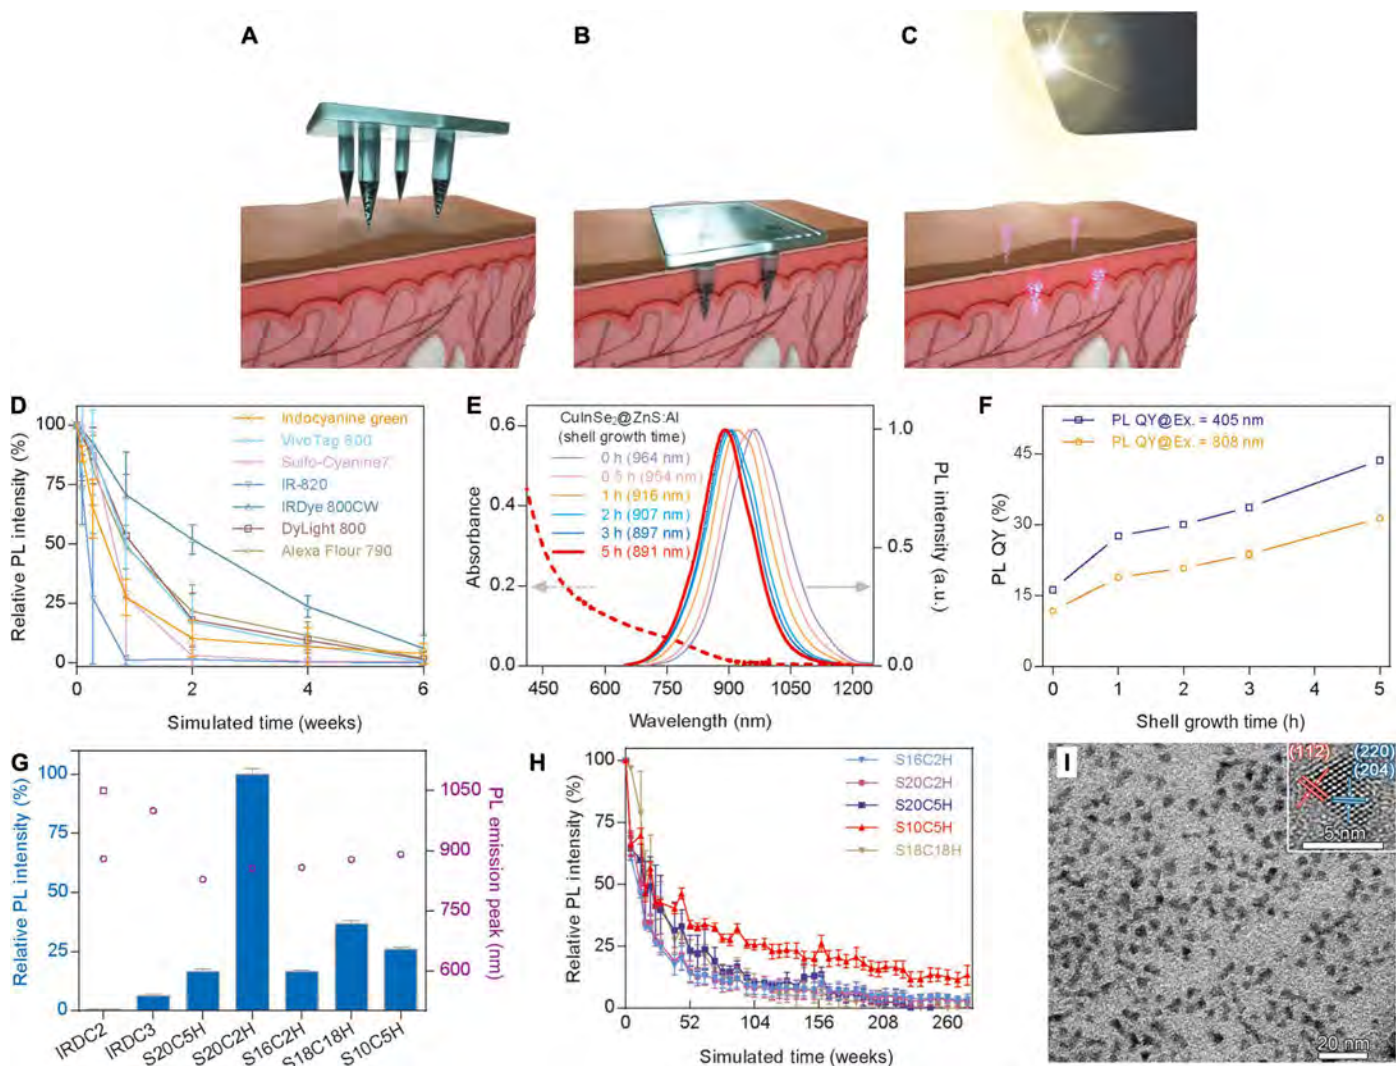 A
B
C
D
Relative PL intensity (%)
100
75
50
25
0
Indocyanine green
VivoTag 800
Sulfo-Cyanine7
IR-820
IRDye 800CW
DyLight 800
Alexa Flour 790
0
2
4
6
Simulated time (weeks)
E
Absorbance
0.6
0.4
0.2
0.0
CuInSe₂@ZnS:Al
(shell growth time)
0 h (964 nm)
0.5 h (954 nm)
1 h (916 nm)
2 h (907 nm)
3 h (897 nm)
5 h (891 nm)
1.0
0.5
0.0
PL intensity (a.u.)
450
600
750
900
1050
1200
Wavelength (nm)
F
PL QY (%)
45
30
15
0
PL QY@Ex. = 405 nm
PL QY@Ex. = 808 nm
0
1
2
3
4
5
Shell growth time (h)
G
Relative PL intensity (%)
100
75
50
25
0
1050
900
750
600
PL emission peak (nm)
IRDC2
IRDC3
S20C5H
S20C2H
S16C2H
S18C18H
S10C5H
H
Relative PL intensity (%)
100
75
50
25
0
S16C2H
S20C2H
S20C5H
S10C5H
S18C18H
0
52
104
156
208
260
Simulated time (weeks)
I
(112)
(220)
(204)
5 nm
20 nm